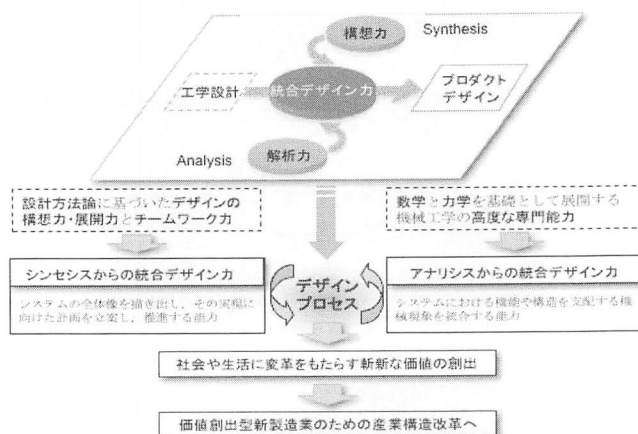 構想力
Synthesis
工学設計
統合デザイン力
プロダクト
デザイン
Analysis
解析力
設計方法論に基づいたデザインの
構想力・展開力とチームワーク力
数学と力学を基礎として展開する
機械工学の高度な専門能力
シンセシスからの統合デザイン力
システムの全体像を描き出し，その実現に
向けた計画を立案し，推進する能力
デザイン
プロセス
アナリシスからの統合デザイン力
システムにおける機能や構造を支配する機
械現象を統合する能力
社会や生活に変革をもたらす斬新な価値の創出
価値創出型新製造業のための産業構造改革へ